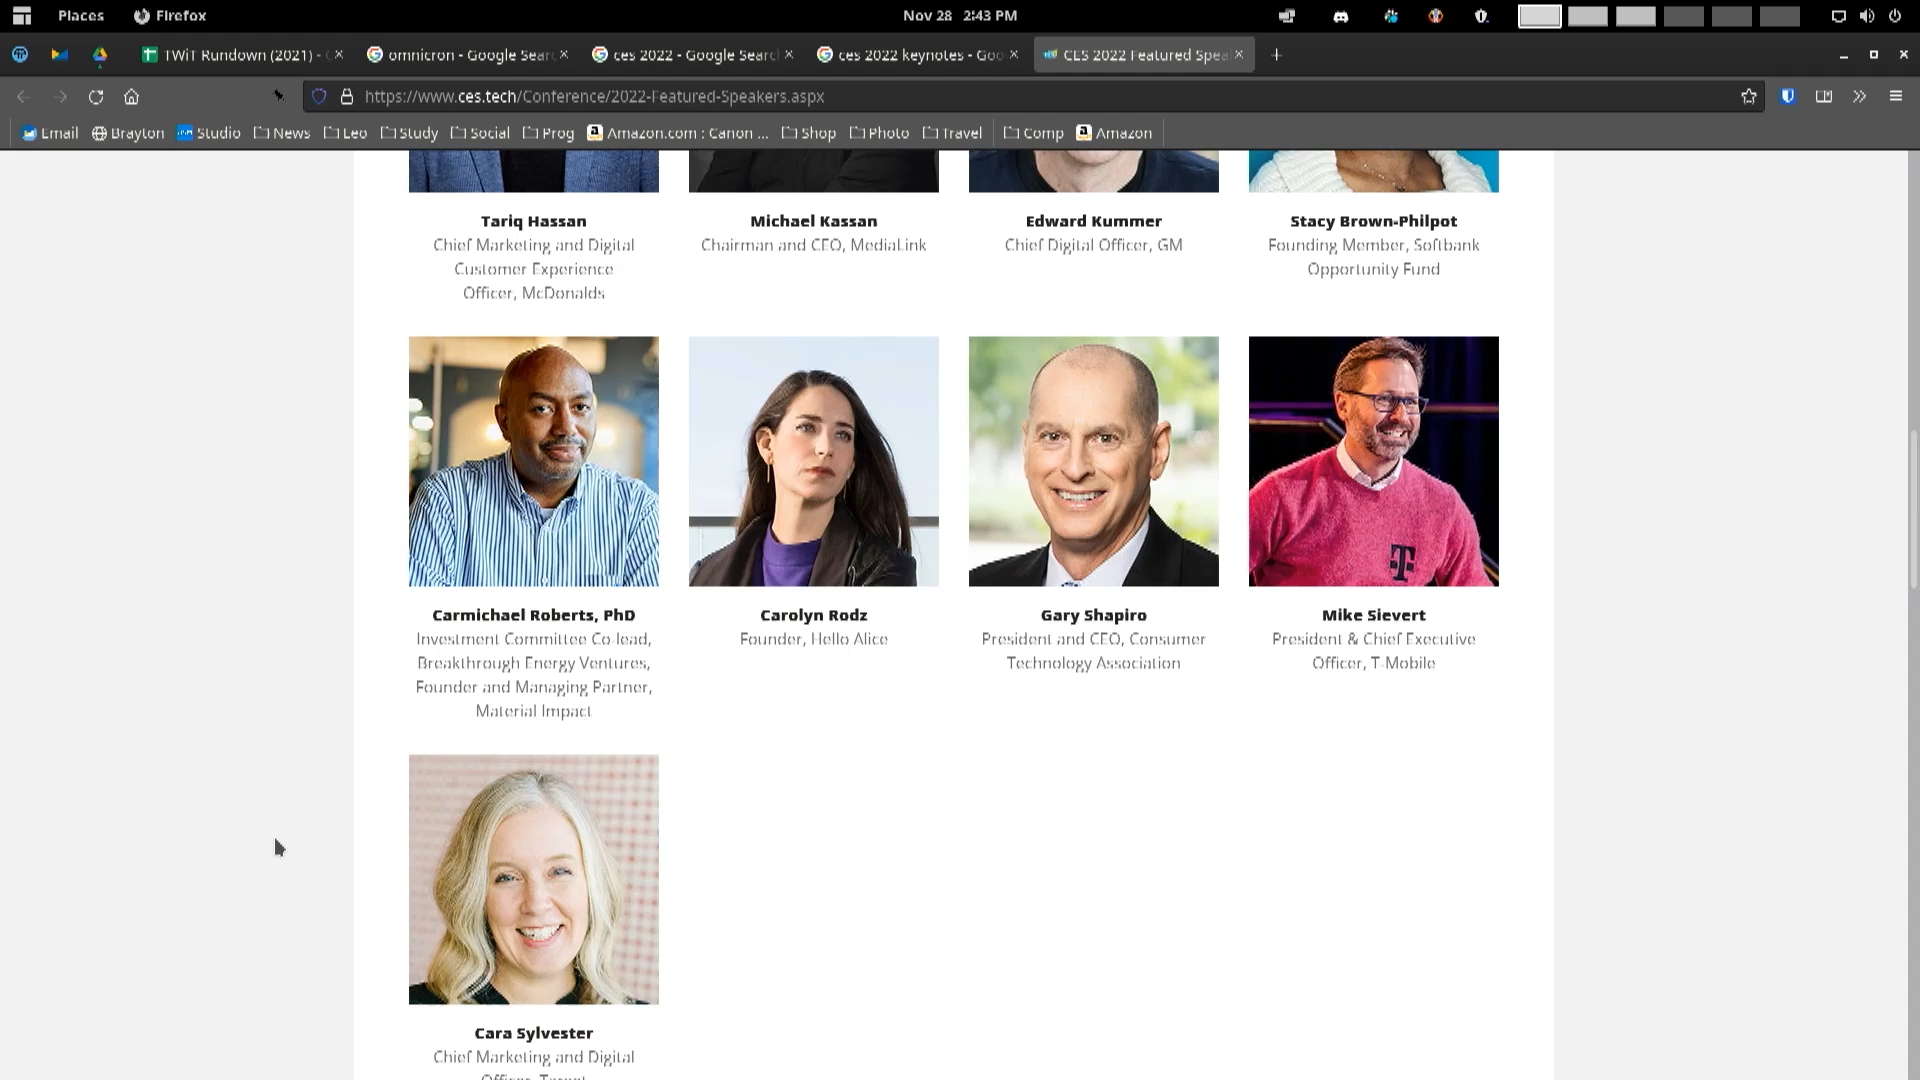 Places Firefox Nov 28 2:43 PM
TWiT Rundown (2021) -
omnicron - Google Sear
ces 2022 - Google Search
ces 2022 keynotes - Goo
CES 2022 Featured Spea
https://www.ces.tech/Conference/2022-Featured-Speakers.aspx
Email Brayton Studio News Leo Study Social Prog Amazon.com : Canon ... Shop Photo Travel Comp Amazon
Tariq Hassan
Chief Marketing and Digital
Customer Experience
Officer, McDonalds
Michael Kassan
Chairman and CEO, MediaLink
Edward Kummer
Chief Digital Officer, GM
Stacy Brown-Philpot
Founding Member, Softbank
Opportunity Fund
Carmichael Roberts, PhD
Investment Committee Co-lead,
Breakthrough Energy Ventures,
Founder and Managing Partner,
Material Impact
Carolyn Rodz
Founder, Hello Alice
Gary Shapiro
President and CEO, Consumer
Technology Association
Mike Sievert
President & Chief Executive
Officer, T-Mobile
T
Cara Sylvester
Chief Marketing and Digital
Officer, Target